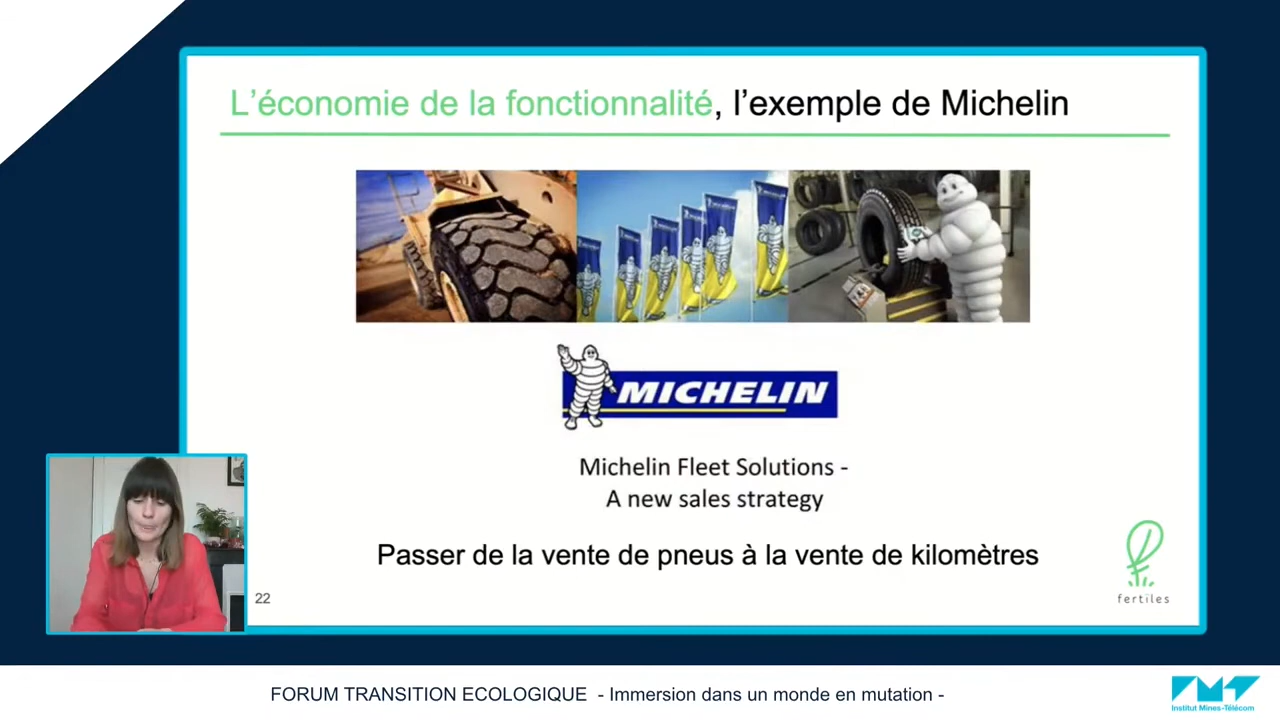 L'économie de la fonctionnalité, l'exemple de Michelin
MICHELIN
Michelin Fleet Solutions -
A new sales strategy
Passer de la vente de pneus à la vente de kilomètres
22
fertiles
FORUM TRANSITION ECOLOGIQUE - Immersion dans un monde en mutation -
Institut Mines-Télécom